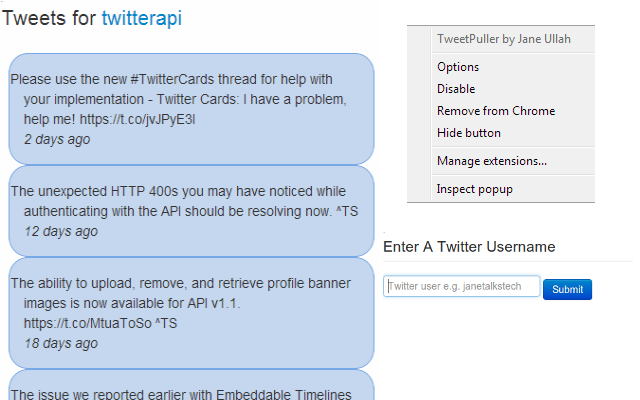 Tweets for twitterapi
Please use the new #TwitterCards thread for help with
your implementation - Twitter Cards: I have a problem,
help me! https://t.co/jvJPyE3l
2 days ago
The unexpected HTTP 400s you may have noticed while
authenticating with the API should be resolving now. ^TS
12 days ago
The ability to upload, remove, and retrieve profile banner
images is now available for API v1.1.
https://t.co/MtuaToSo ^TS
18 days ago
The issue we reported earlier with Embeddable Timelines
TweetPuller by Jane Ullah
Options
Disable
Remove from Chrome
Hide button
Manage extensions...
Inspect popup
Enter A Twitter Username
Twitter user e.g. janetalkstech
Submit